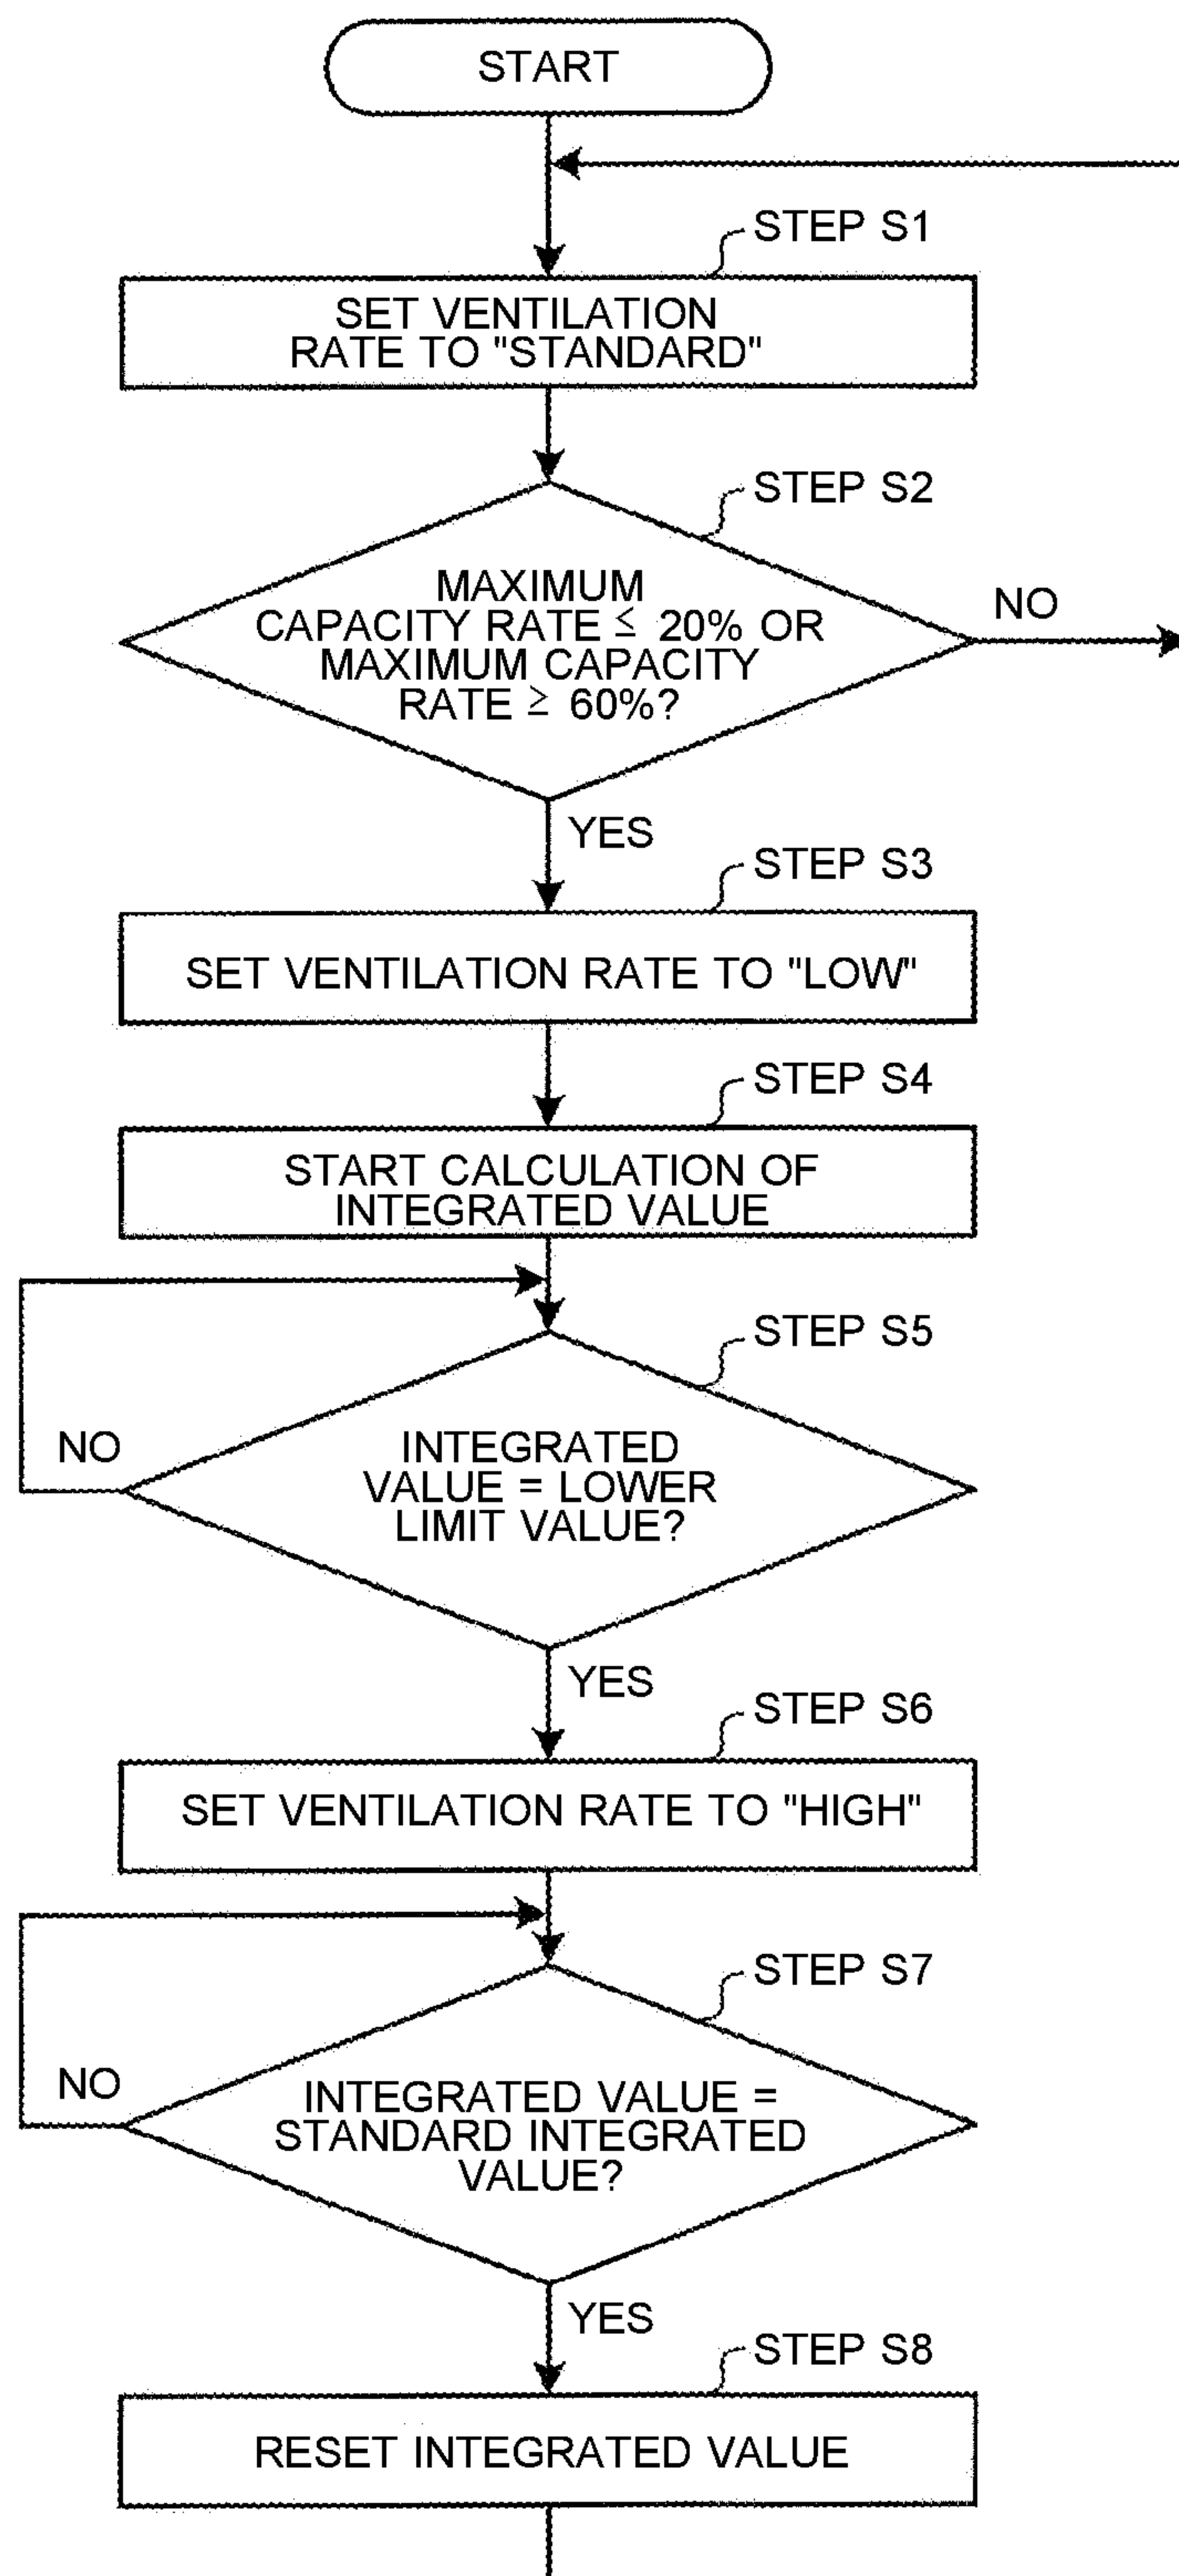 START
STEP S1
SET VENTILATION
RATE TO "STANDARD"
STEP S2
MAXIMUM
CAPACITY RATE ≤ 20% OR
MAXIMUM CAPACITY
RATE ≥ 60%?
NO
YES
STEP S3
SET VENTILATION RATE TO "LOW"
STEP S4
START CALCULATION OF
INTEGRATED VALUE
STEP S5
NO
INTEGRATED
VALUE = LOWER
LIMIT VALUE?
YES
STEP S6
SET VENTILATION RATE TO "HIGH"
STEP S7
NO
INTEGRATED VALUE =
STANDARD INTEGRATED
VALUE?
YES
STEP S8
RESET INTEGRATED VALUE